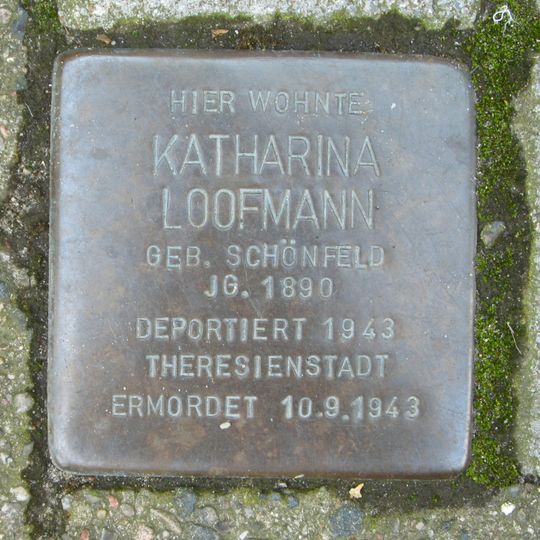 HIER WOHNTE
KATHARINA
LOOFMANN
GEB. SCHÖNFELD
JG. 1890
DEPORTIERT 1943
THERESIENSTADT
ERMORDET 10.9.1943